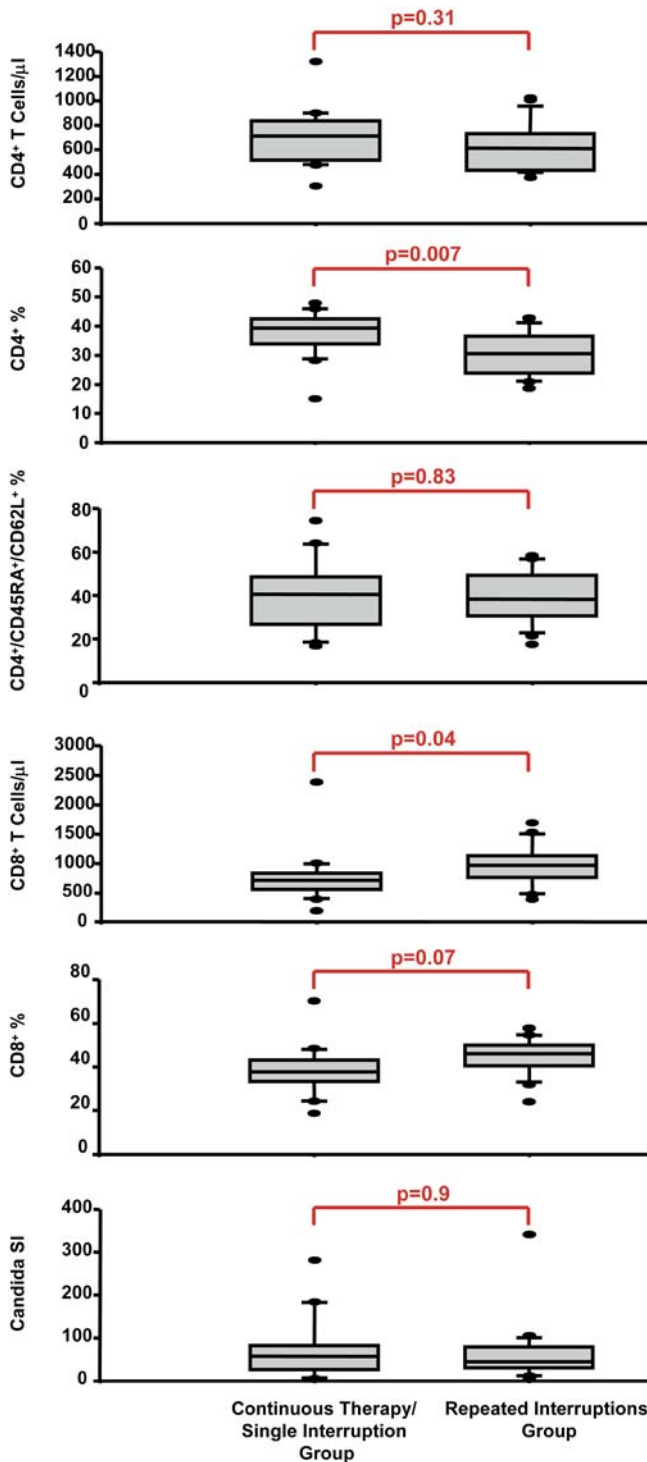 p=0.31
CD4+ T Cells/µl
1400
1200
1000
800
600
400
200
0
p=0.007
CD4+ %
60
50
40
30
20
10
0
p=0.83
CD4+/CD45RA+/CD62L+ %
80
60
40
20
0
p=0.04
CD8+ T Cells/µl
3000
2500
2000
1500
1000
500
0
p=0.07
CD8+ %
80
60
40
20
0
p=0.9
Candida SI
400
300
200
100
0
Continuous Therapy/
Single Interruption
Group
Repeated Interruptions
Group